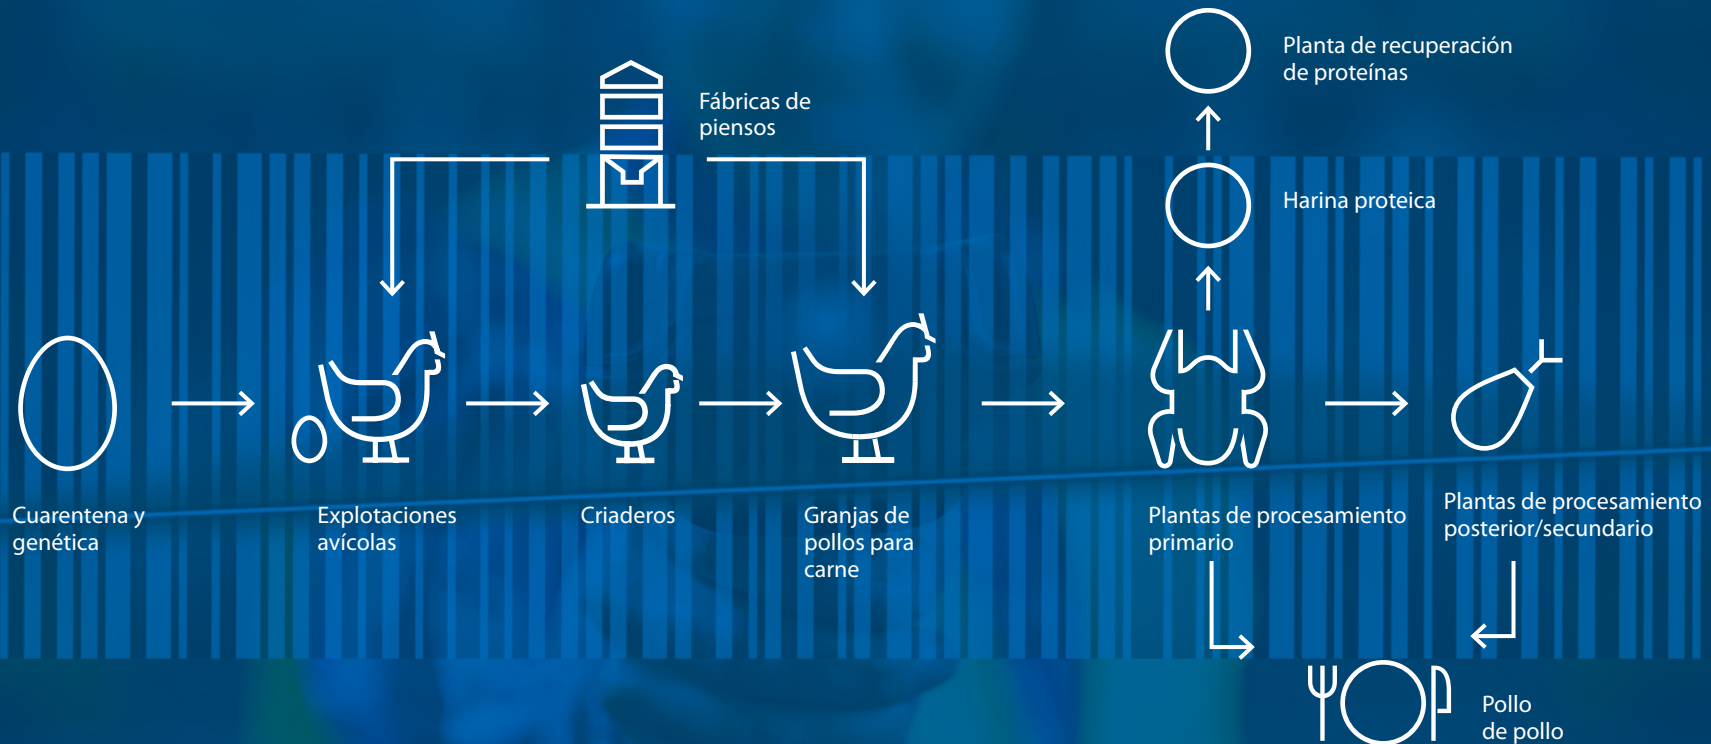 Planta de recuperación
de proteínas
Fábricas de
piensos
Harina proteica
Cuarentena y
genética
Explotaciones
avícolas
Criaderos
Granjas de
pollos para
carne
Plantas de procesamiento
primario
Plantas de procesamiento
posterior/secundario
Pollo
de pollo